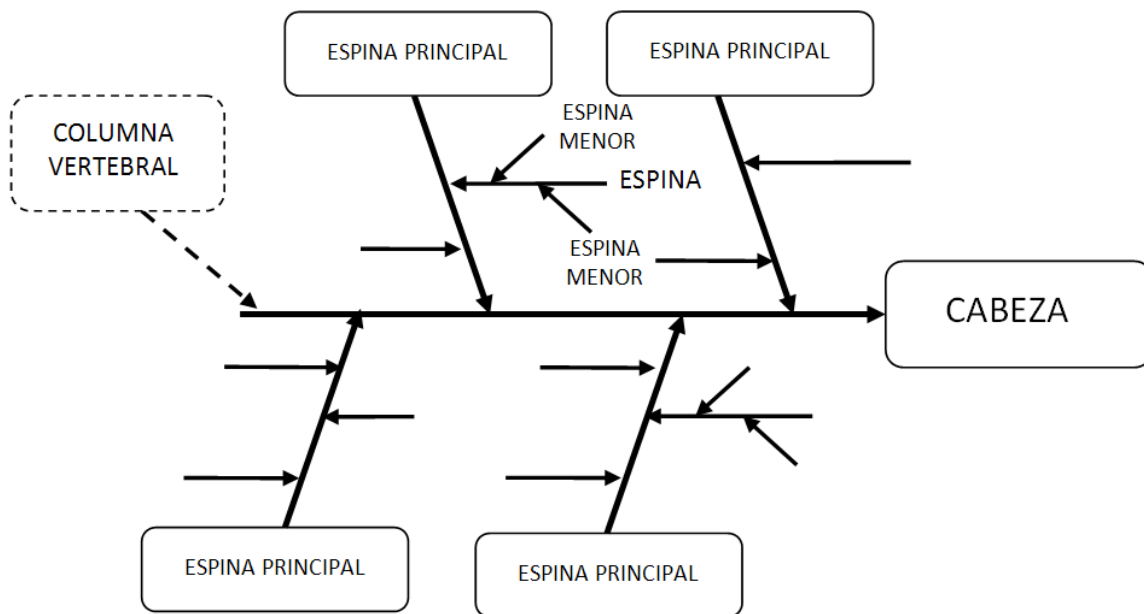 ESPINA PRINCIPAL
ESPINA PRINCIPAL
COLUMNA
VERTEBRAL
ESPINA
MENOR
ESPINA
ESPINA
MENOR
CABEZA
ESPINA PRINCIPAL
ESPINA PRINCIPAL